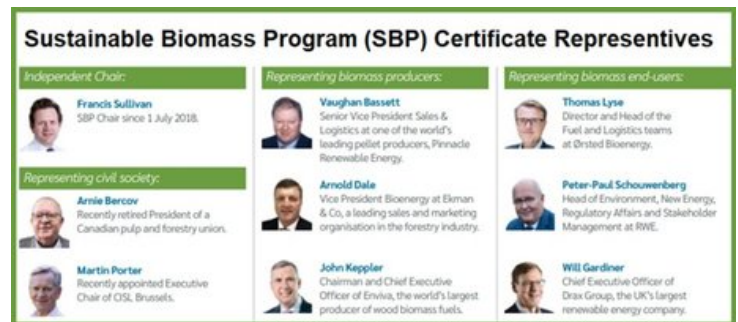 Sustainable Biomass Program (SBP) Certificate Representives
Independent Chair:
Francis Sullivan
SBP Chair since 1 July 2018.
Representing civil society:
Arnie Bercov
Recently retired President of a
Canadian pulp and forestry union.
Martin Porter
Recently appointed Executive
Chair of CISL Brussels.
Representing biomass producers:
Vaughan Bassett
Senior Vice President Sales &
Logistics at one of the world's
leading pellet producers, Pinnacle
Renewable Energy.
Arnold Dale
Vice President Bioenergy at Ekman
& Co, a leading sales and marketing
organisation in the forestry industry.
John Keppler
Chairman and Chief Executive
Officer of Enviva, the world's largest
producer of wood biomass fuels.
Representing biomass end-users:
Thomas Lyse
Director and Head of the
Fuel and Logistics teams
at Ørsted Bioenergy.
Peter-Paul Schouwenberg
Head of Environment, New Energy,
Regulatory Affairs and Stakeholder
Management at RWE.
Will Gardiner
Chief Executive Officer of
Drax Group, the UK's largest
renewable energy company.